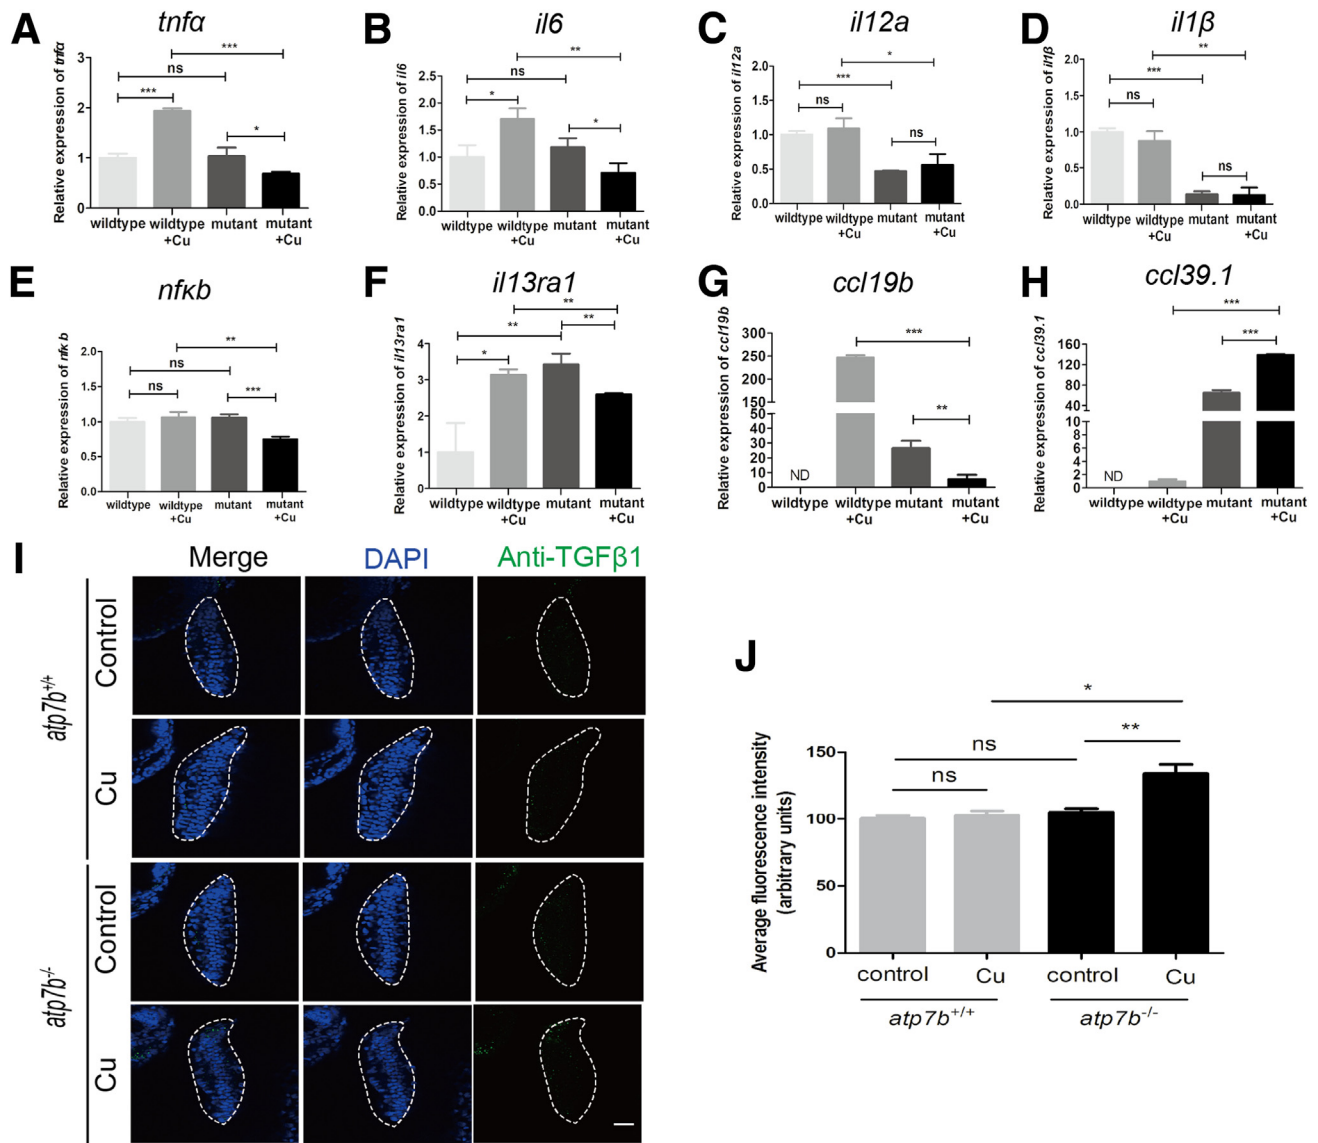 A
tnfα
Relative expression of tnfα
3
2
1
0
***
ns
***
*
wildtype wildtype +Cu mutant mutant +Cu
B
il6
Relative expression of il6
2.5
2.0
1.5
1.0
0.5
0.0
**
ns
*
*
wildtype wildtype +Cu mutant mutant +Cu
C
il12a
Relative expression of il12a
2.0
1.5
1.0
0.5
0.0
*
***
ns
ns
wildtype wildtype +Cu mutant mutant +Cu
D
il1β
Relative expression of il1β
2.0
1.5
1.0
0.5
0.0
**
***
ns
ns
wildtype wildtype +Cu mutant mutant +Cu
E
nfκb
Relative expression of nfκ b
2.0
1.5
1.0
0.5
0.0
**
ns
ns
***
wildtype wildtype +Cu mutant mutant +Cu
F
il13ra1
Relative expression of il13ra1
4
3
2
1
0
**
**
**
*
wildtype wildtype +Cu mutant mutant +Cu
G
ccl19b
Relative expression of ccl19b
300
250
200
150
50
40
30
20
10
0
***
**
ND
wildtype wildtype +Cu mutant mutant +Cu
H
ccl39.1
Relative expression of ccl39.1
160
120
80
40
10
8
6
4
2
0
***
***
ND
wildtype wildtype +Cu mutant mutant +Cu
I
Merge DAPI Anti-TGFβ1
atp7b+/+
Control
Cu
atp7b-/-
Control
Cu
J
Average fluorescence intensity
(arbitrary units)
150
100
50
0
*
**
ns
ns
control Cu control Cu
atp7b+/+ atp7b-/-